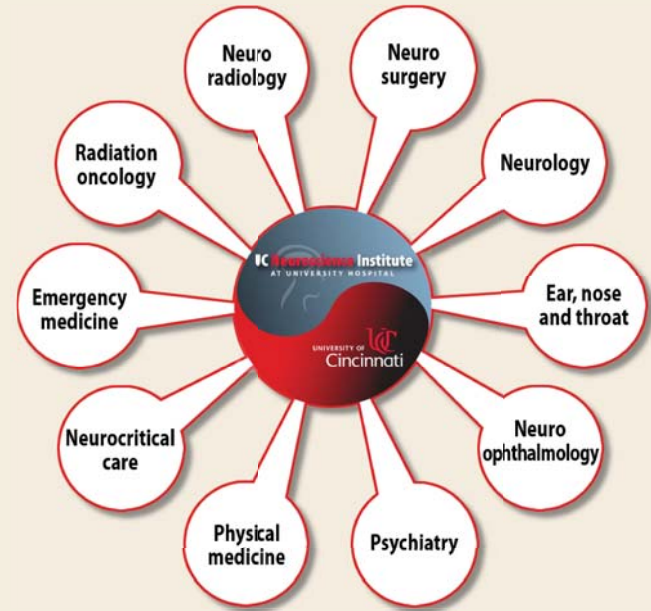 Neuro
radiology
Neuro
surgery
Radiation
oncology
Neurology
UC Neuroscience Institute
AT UNIVERSITY HOSPITAL
Emergency
medicine
Ear, nose
and throat
UNIVERSITY OF UC
Cincinnati
Neurocritical
care
Neuro
ophthalmology
Physical
medicine
Psychiatry